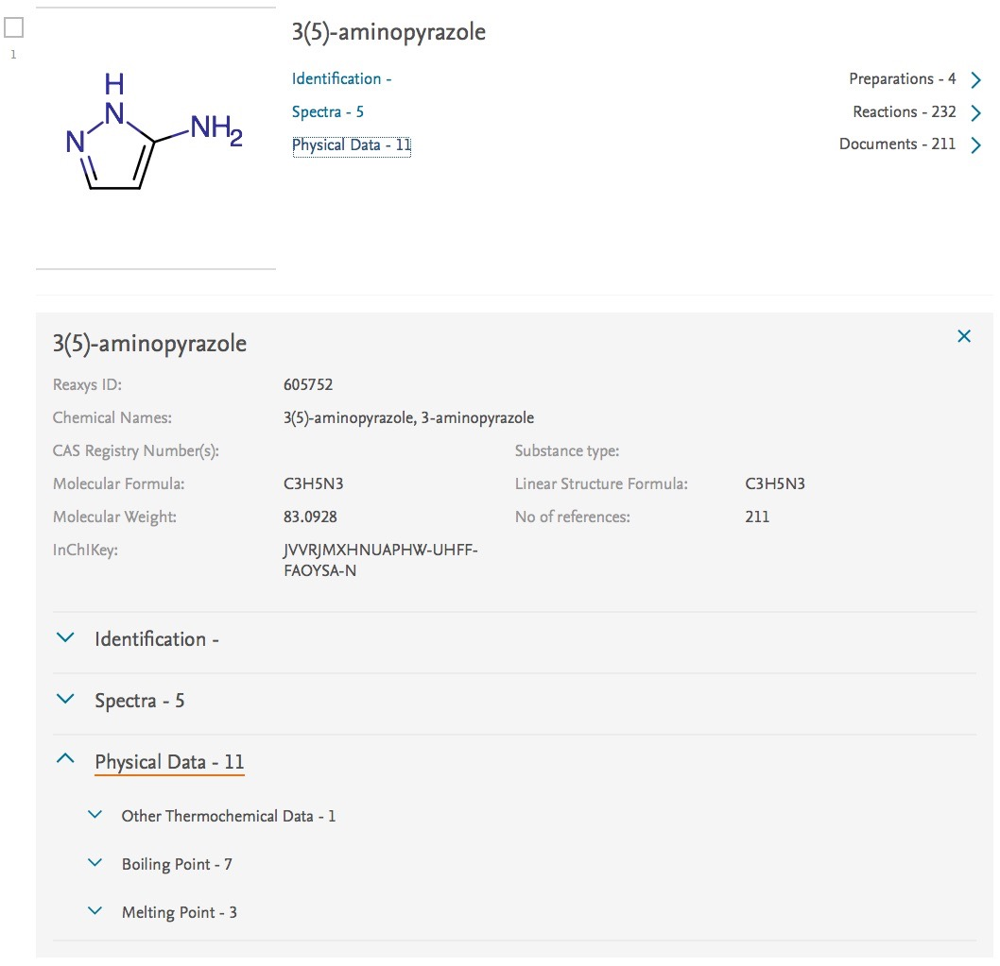 1
H
N
N
NH2
3(5)-aminopyrazole
Identification -
Spectra - 5
Physical Data - 11
Preparations - 4
Reactions - 232
Documents - 211
3(5)-aminopyrazole
Reaxys ID: 605752
Chemical Names: 3(5)-aminopyrazole, 3-aminopyrazole
CAS Registry Number(s): Substance type:
Molecular Formula: C3H5N3 Linear Structure Formula: C3H5N3
Molecular Weight: 83.0928 No of references: 211
InChIKey: JVVRJMXHNUAPHW-UHFF-
FAOYSA-N
Identification -
Spectra - 5
Physical Data - 11
Other Thermochemical Data - 1
Boiling Point - 7
Melting Point - 3